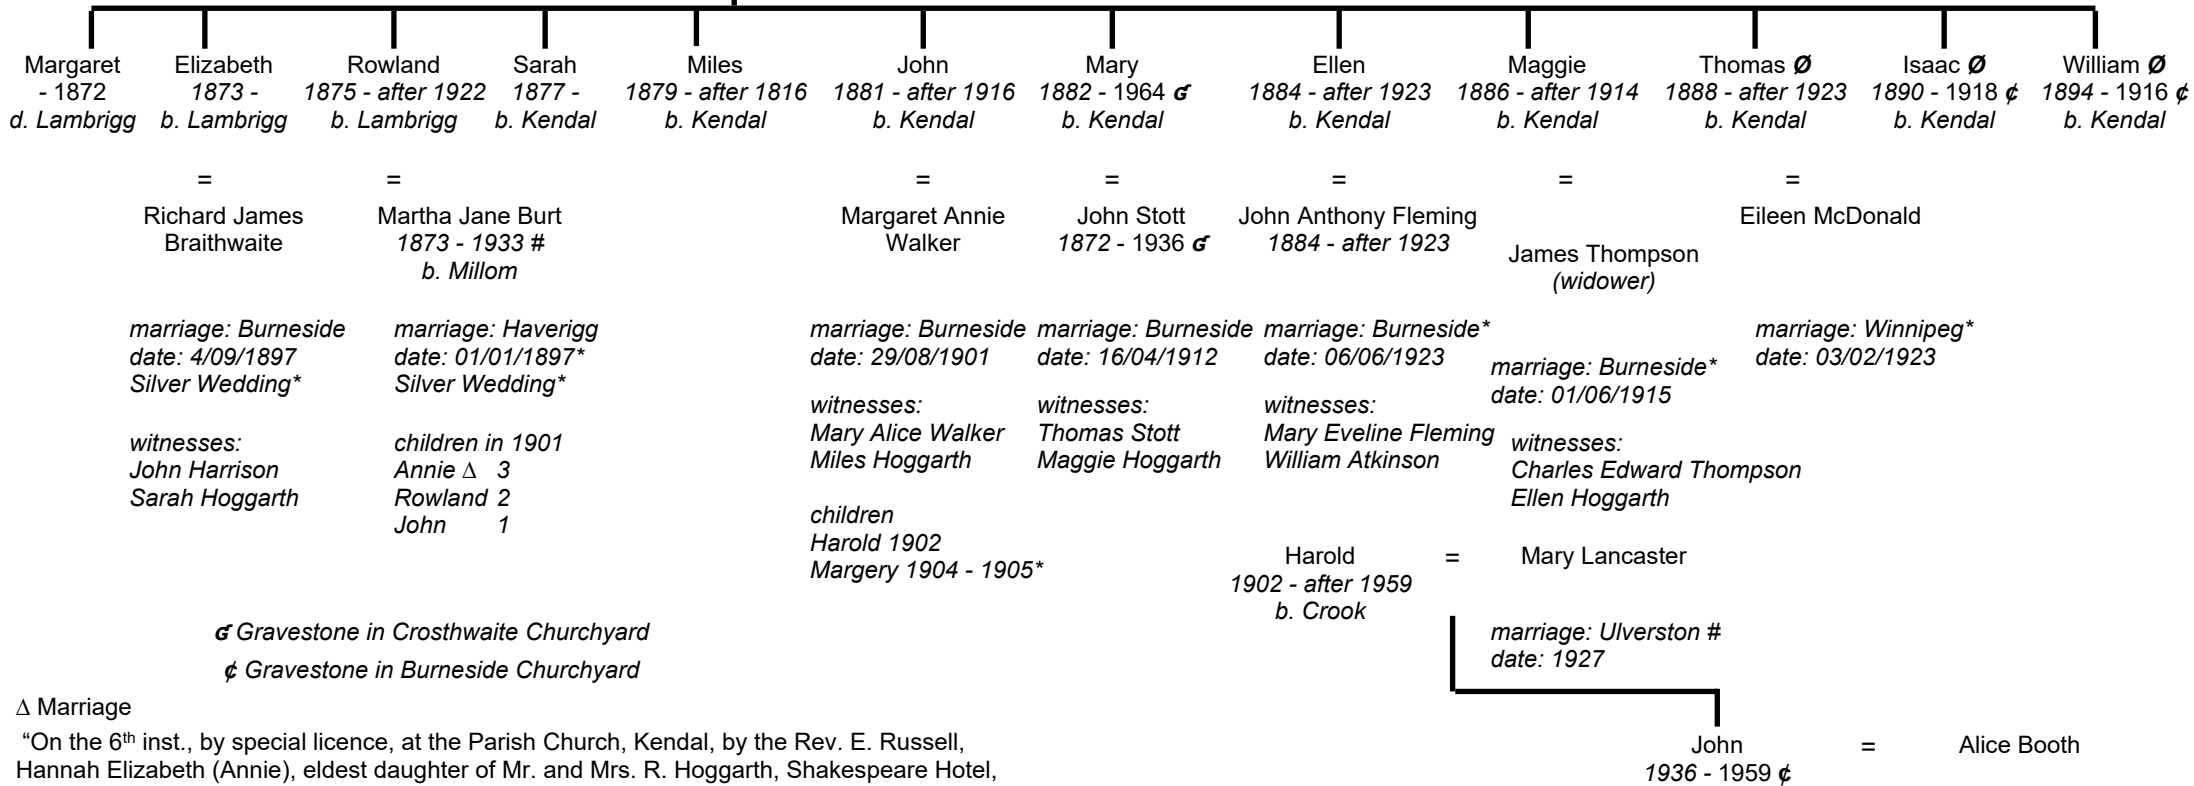 Margaret Elizabeth Rowland Sarah Miles John Mary Ellen Maggie Thomas Ø Isaac Ø William Ø
- 1872 1873 - 1875 - after 1922 1877 - 1879 - after 1816 1881 - after 1916 1882 - 1964 ɠ 1884 - after 1923 1886 - after 1914 1888 - after 1923 1890 - 1918 ¢ 1894 - 1916 ¢
d. Lambrigg b. Lambrigg b. Lambrigg b. Kendal b. Kendal b. Kendal b. Kendal b. Kendal b. Kendal b. Kendal b. Kendal b. Kendal
= = = = = = =
Richard James Braithwaite
Martha Jane Burt
1873 - 1933 #
b. Millom
Margaret Annie
Walker
John Stott
1872 - 1936 ɠ
John Anthony Fleming
1884 - after 1923
James Thompson
(widower)
Eileen McDonald
marriage: Burneside
date: 4/09/1897
Silver Wedding*
witnesses:
John Harrison
Sarah Hoggarth
marriage: Haverigg
date: 01/01/1897*
Silver Wedding*
children in 1901
Annie Δ 3
Rowland 2
John 1
marriage: Burneside
date: 29/08/1901
witnesses:
Mary Alice Walker
Miles Hoggarth
children
Harold 1902
Margery 1904 - 1905*
marriage: Burneside
date: 16/04/1912
witnesses:
Thomas Stott
Maggie Hoggarth
marriage: Burneside*
date: 06/06/1923
witnesses:
Mary Eveline Fleming
William Atkinson
marriage: Burneside*
date: 01/06/1915
witnesses:
Charles Edward Thompson
Ellen Hoggarth
marriage: Winnipeg*
date: 03/02/1923
Harold = Mary Lancaster
1902 - after 1959
b. Crook
marriage: Ulverston #
date: 1927
ɠ Gravestone in Crosthwaite Churchyard
¢ Gravestone in Burneside Churchyard
Δ Marriage
“On the 6th inst., by special licence, at the Parish Church, Kendal, by the Rev. E. Russell,
Hannah Elizabeth (Annie), eldest daughter of Mr. and Mrs. R. Hoggarth, Shakespeare Hotel,
John = Alice Booth
1936 - 1959 ¢